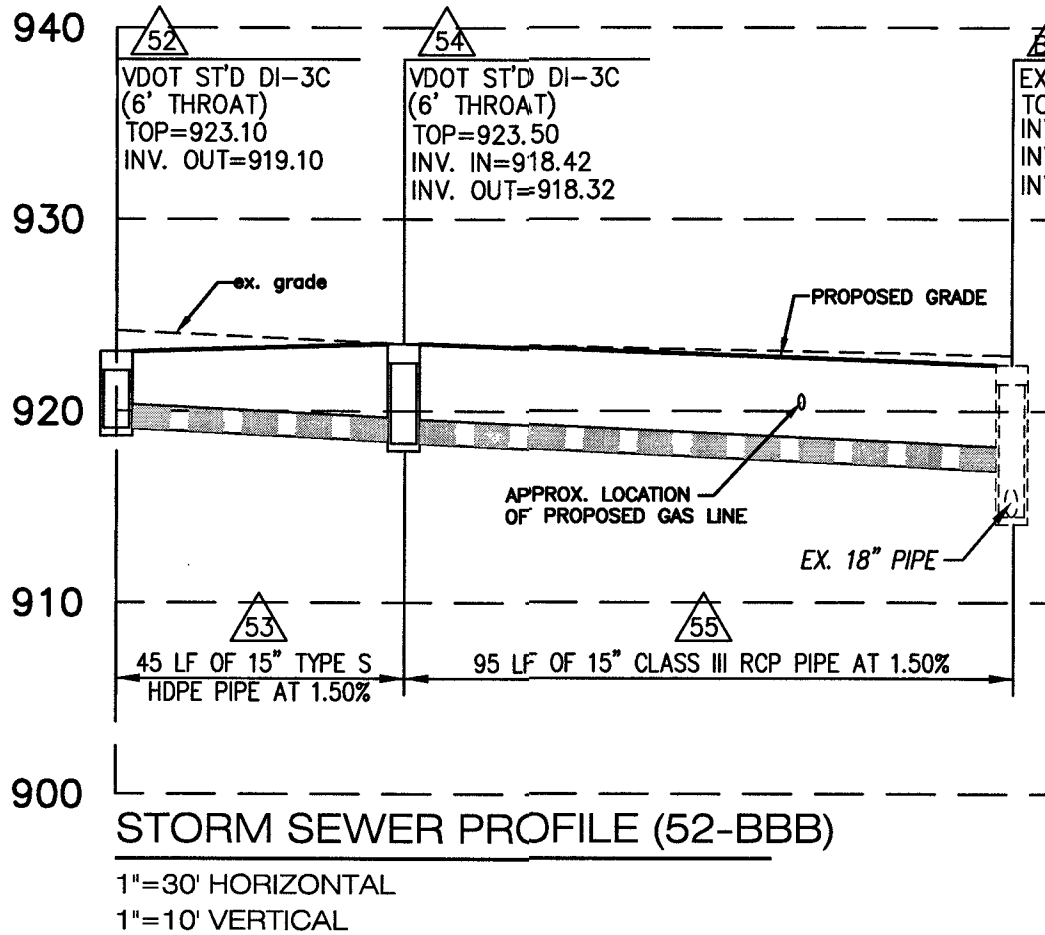 940
52
VDOT ST'D DI-3C
(6' THROAT)
TOP=923.10
INV. OUT=919.10
54
VDOT ST'D DI-3C
(6' THROAT)
TOP=923.50
INV. IN=918.42
INV. OUT=918.32
930
ex. grade
PROPOSED GRADE
920
APPROX. LOCATION
OF PROPOSED GAS LINE
EX. 18" PIPE
910
53
45 LF OF 15" TYPE S
HDPE PIPE AT 1.50%
55
95 LF OF 15" CLASS III RCP PIPE AT 1.50%
900
STORM SEWER PROFILE (52-BBB)
1"=30' HORIZONTAL
1"=10' VERTICAL